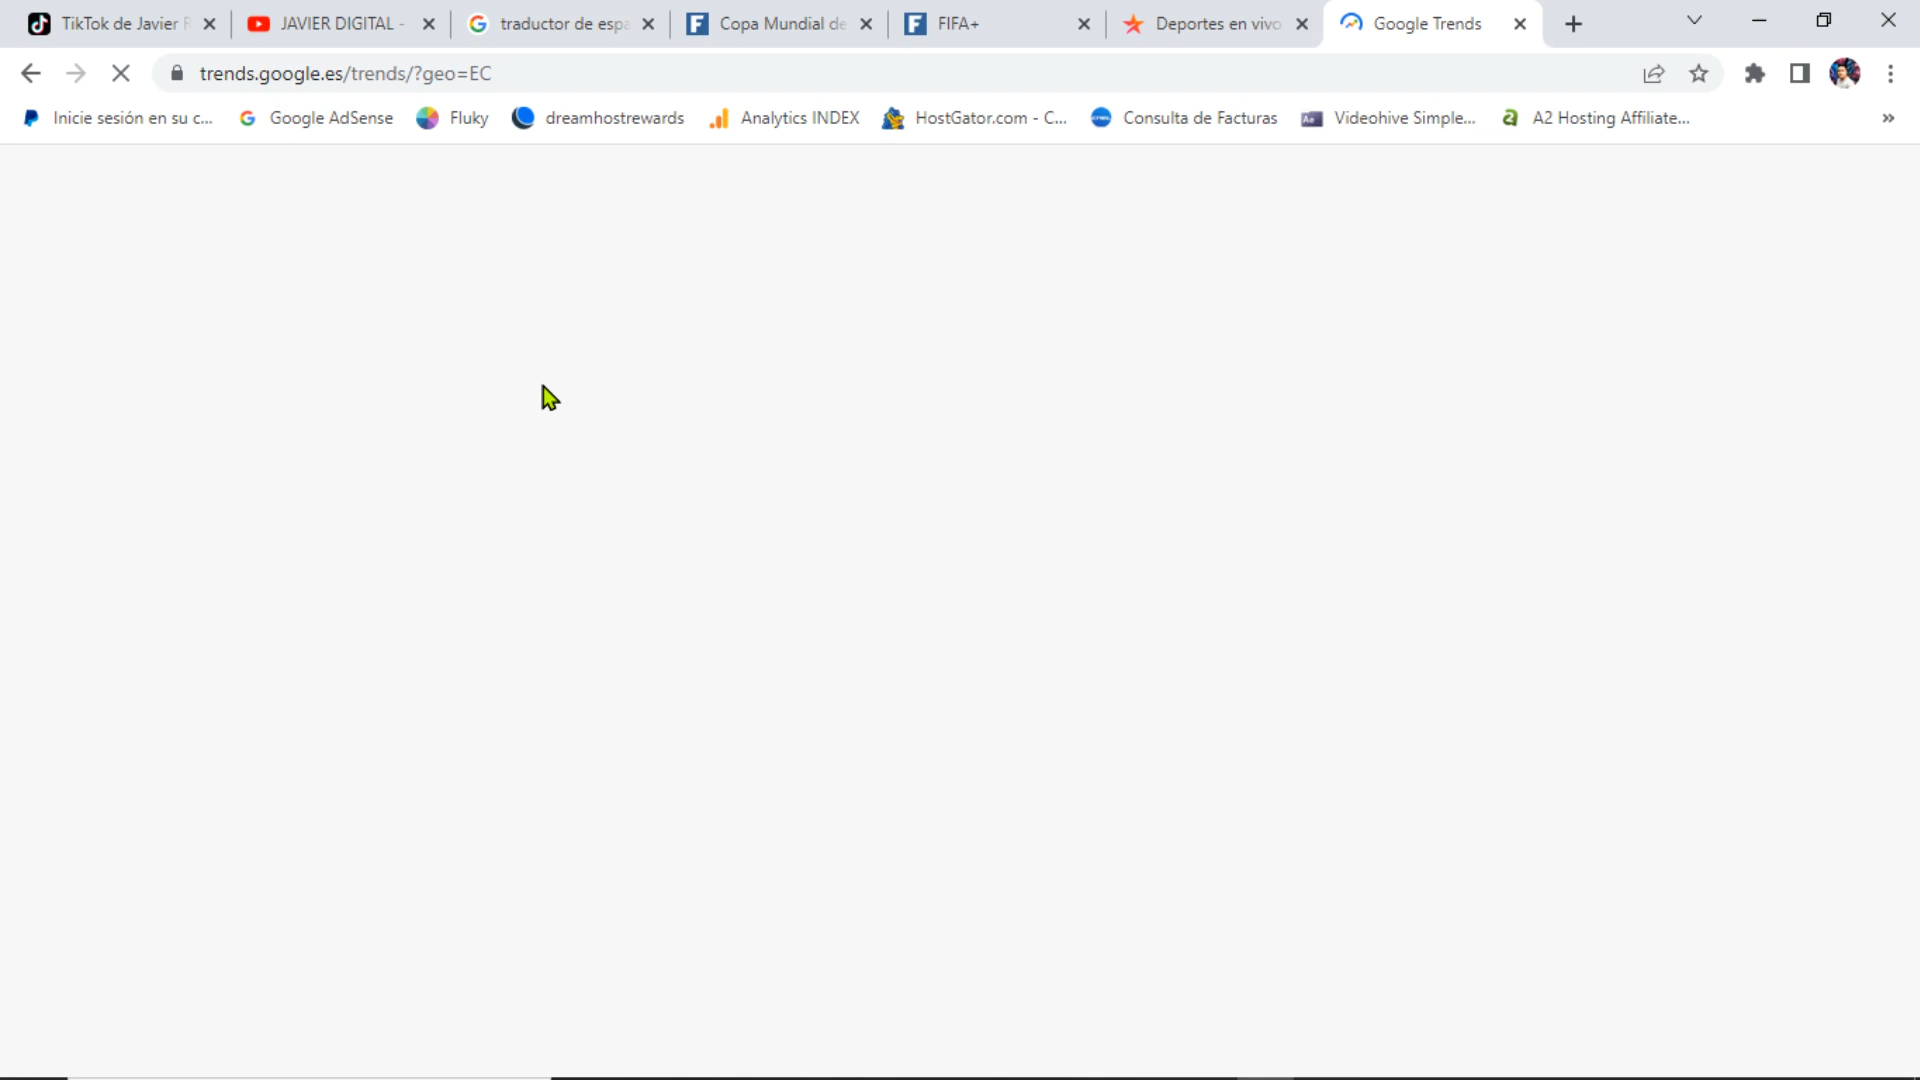 TikTok de Javier
JAVIER DIGITAL -
traductor de espa
Copa Mundial de
FIFA+
Deportes en vivo
Google Trends
trends.google.es/trends/?geo=EC
Inicie sesión en su c...
Google AdSense
Fluky
dreamhostrewards
Analytics INDEX
HostGator.com - C...
Consulta de Facturas
Videohive Simple...
A2 Hosting Affiliate...